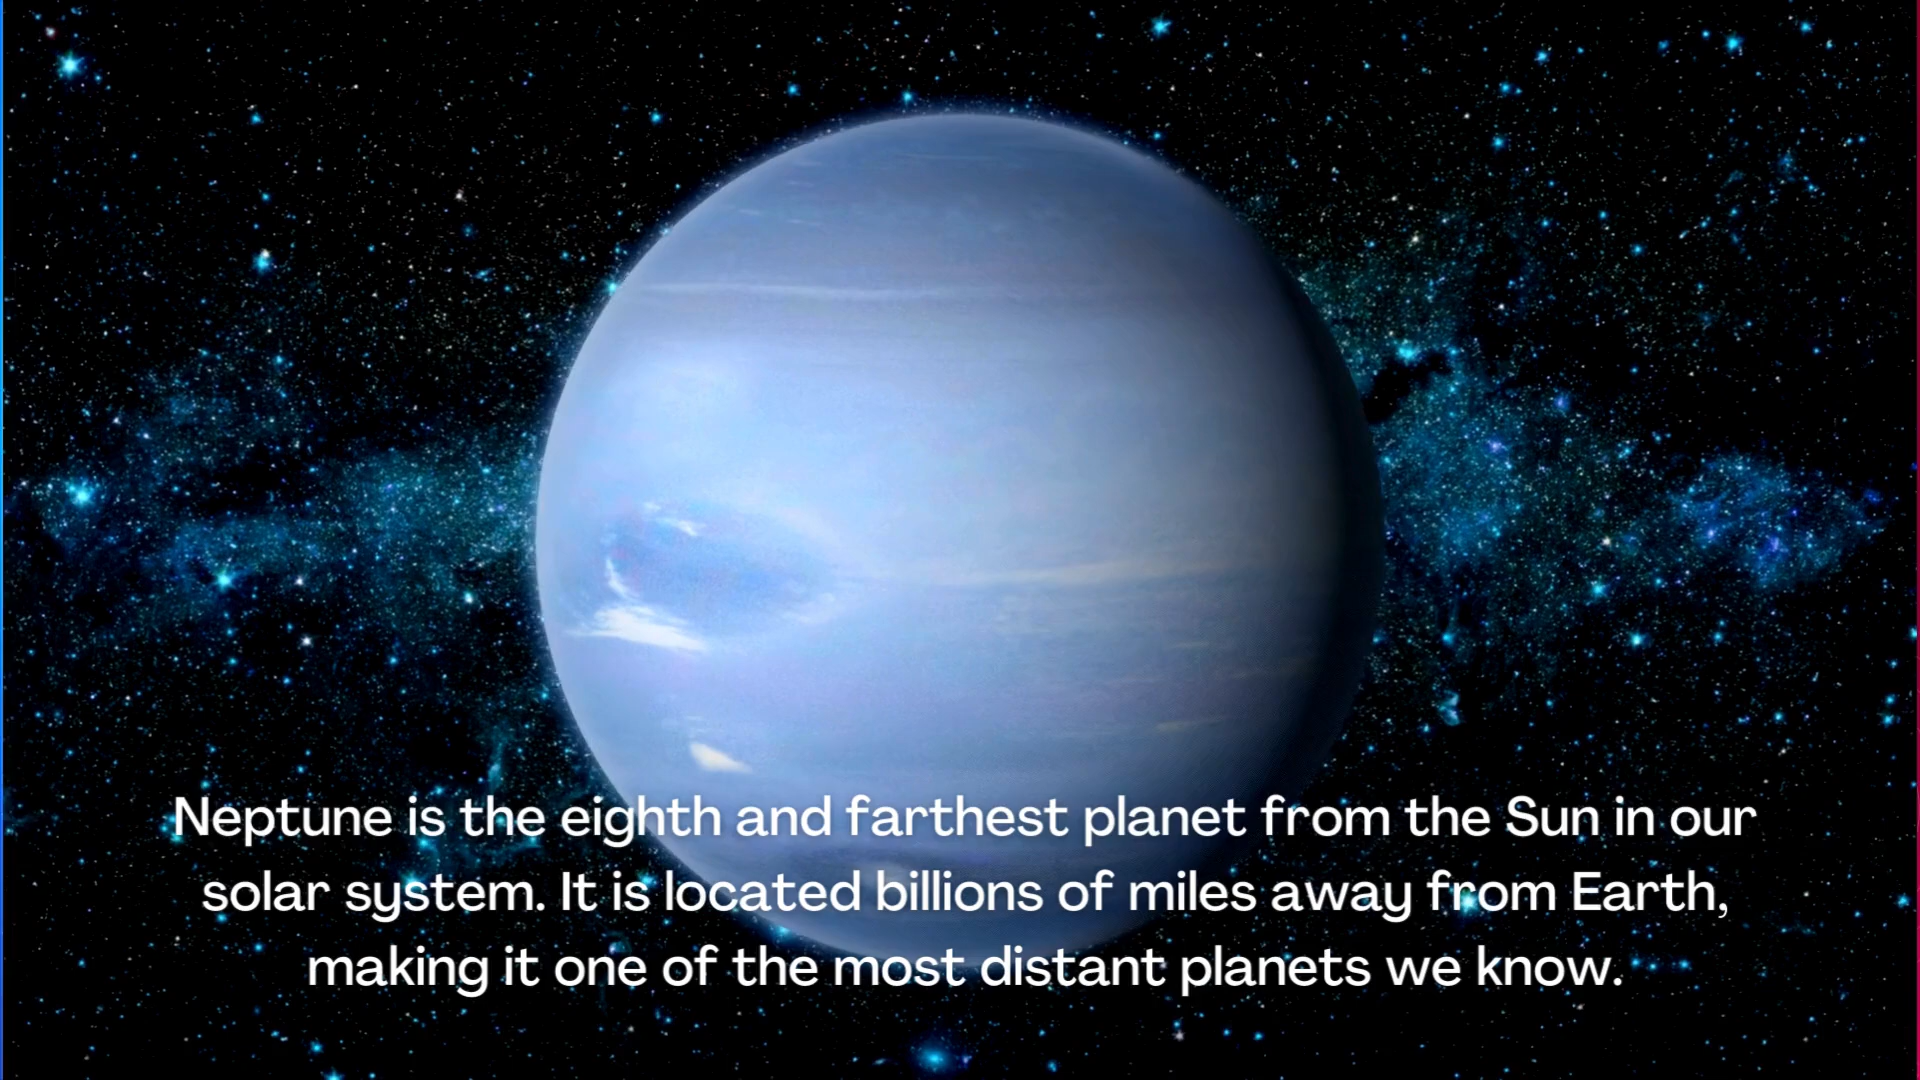 Neptune is the eighth and farthest planet from the Sun in our
solar system. It is located billions of miles away from Earth,
making it one of the most distant planets we know.